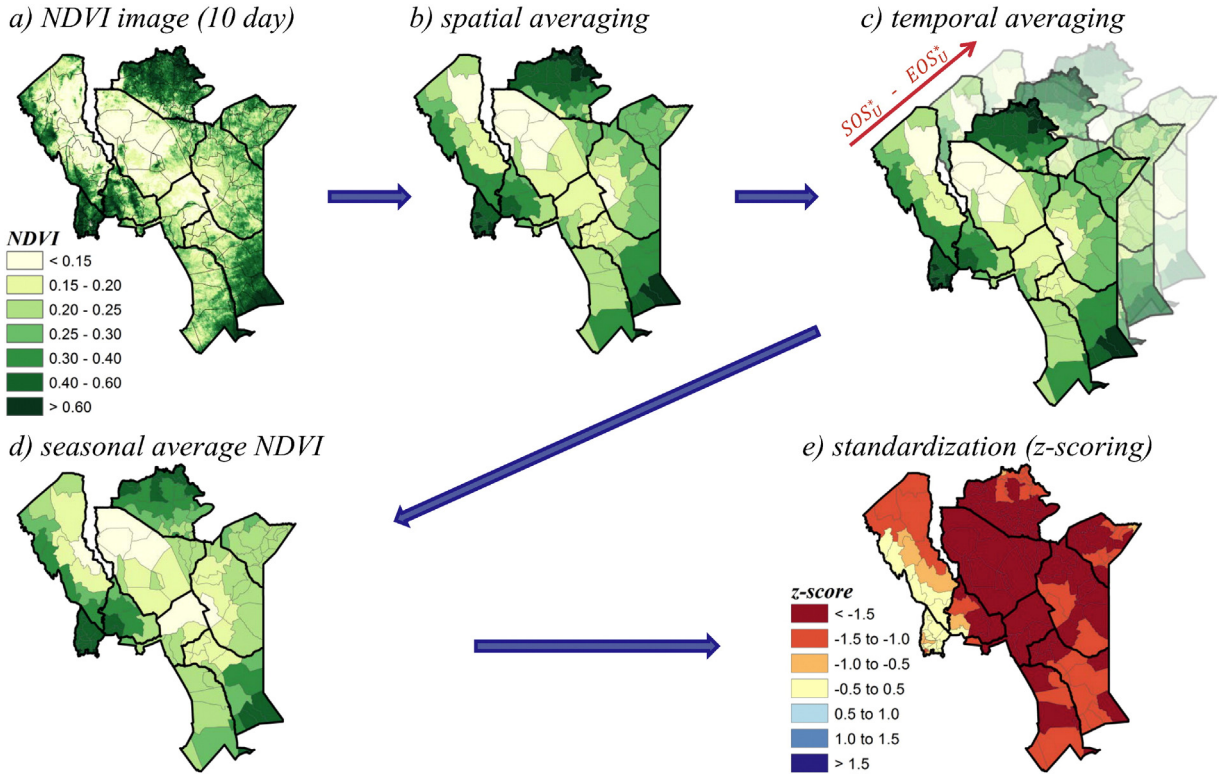 a) NDVI image (10 day)
b) spatial averaging
c) temporal averaging
SOS*U - EOS*U
NDVI
< 0.15
0.15 - 0.20
0.20 - 0.25
0.25 - 0.30
0.30 - 0.40
0.40 - 0.60
> 0.60
d) seasonal average NDVI
e) standardization (z-scoring)
z-score
< -1.5
-1.5 to -1.0
-1.0 to -0.5
-0.5 to 0.5
0.5 to 1.0
1.0 to 1.5
> 1.5